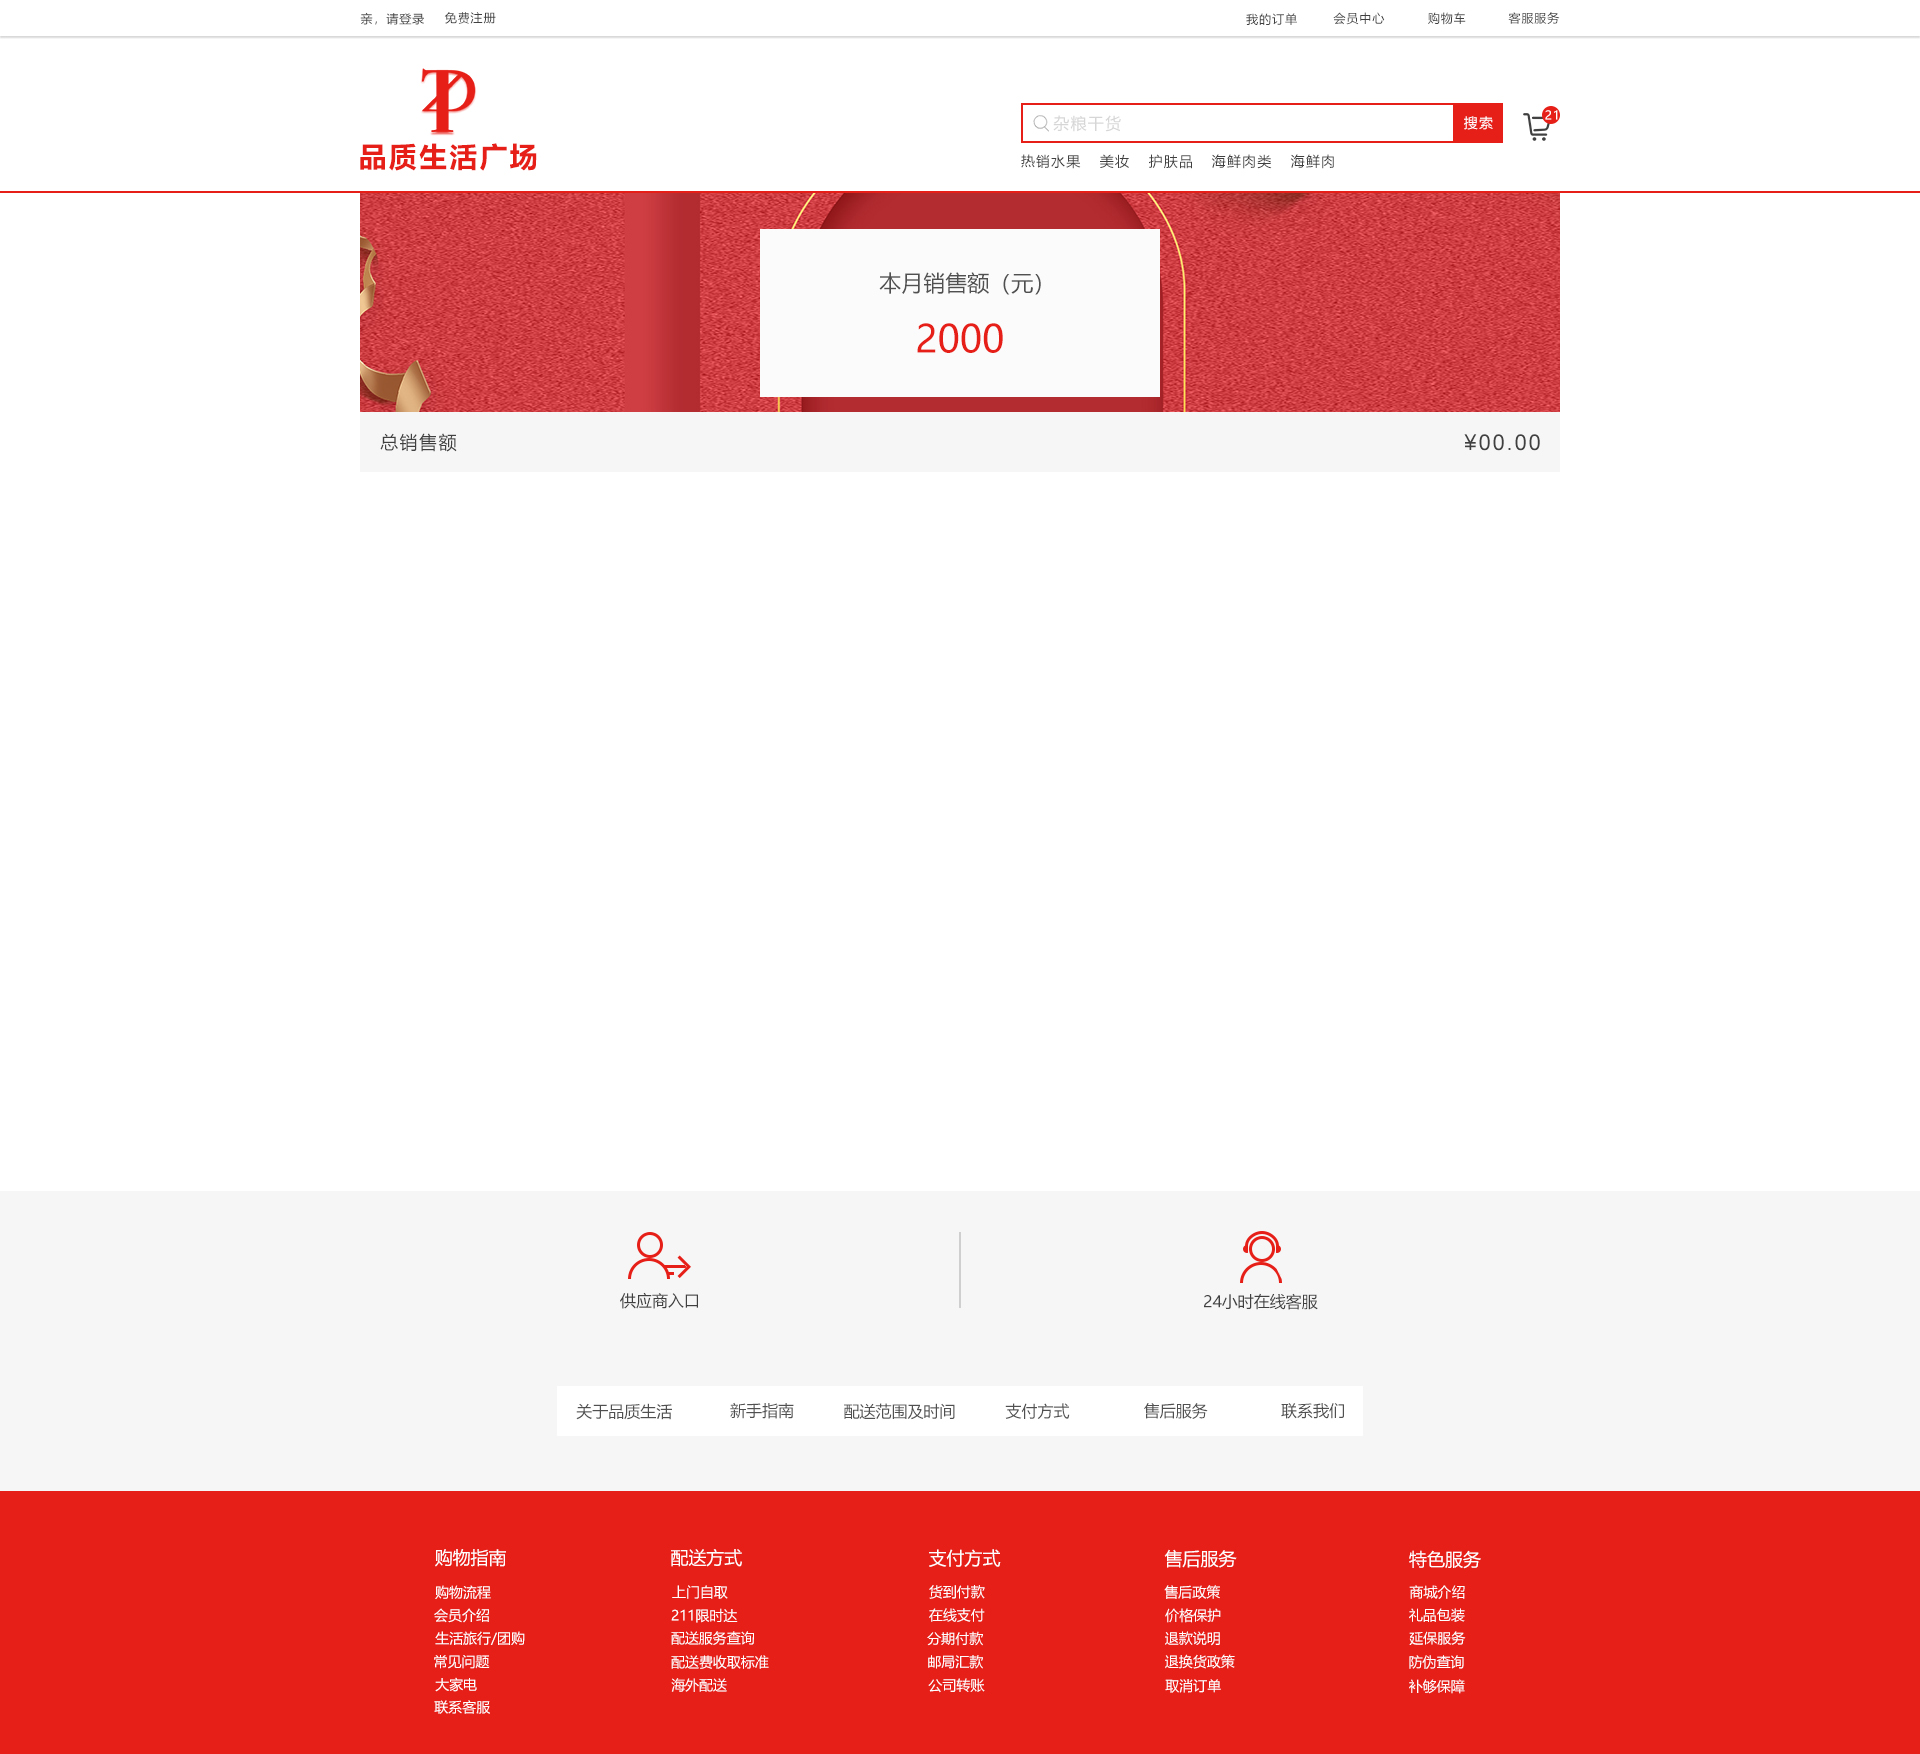 亲，请登录 免费注册 我的订单 会员中心 购物车 客服服务
品质生活广场
杂粮干货 搜索 21
热销水果 美妆 护肤品 海鲜肉类 海鲜肉
本月销售额（元）
2000
总销售额 ¥00.00
供应商入口 24小时在线客服
关于品质生活 新手指南 配送范围及时间 支付方式 售后服务 联系我们
购物指南 配送方式 支付方式 售后服务 特色服务
购物流程 上门自取 货到付款 售后政策 商城介绍
会员介绍 211限时达 在线支付 价格保护 礼品包装
生活旅行/团购 配送服务查询 分期付款 退款说明 延保服务
常见问题 配送费收取标准 邮局汇款 退换货政策 防伪查询
大家电 海外配送 公司转账 取消订单 补够保障
联系客服